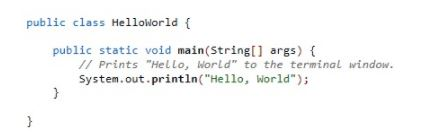 public class HelloWorld {
public static void main(String[] args) {
// Prints "Hello, World" to the terminal window.
System.out.println("Hello, World");
}
}